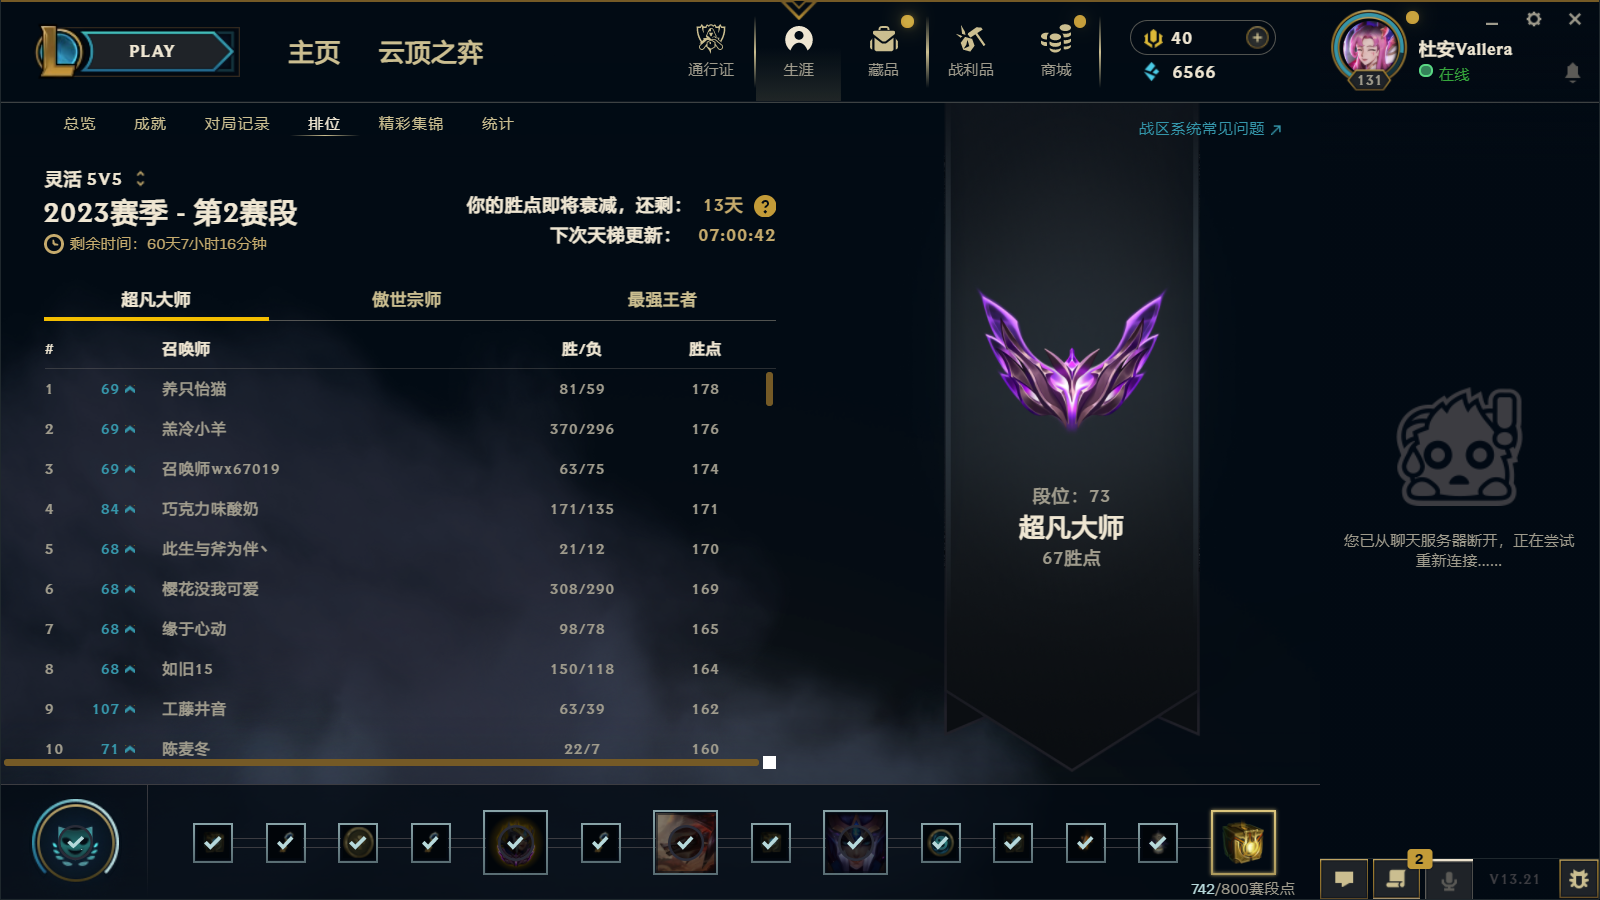 PLAY
主页
云顶之弈
通行证
生涯
藏品
战利品
商城
40
6566
131
杜安Vallera
在线
总览
成就
对局记录
排位
精彩集锦
统计
战区系统常见问题
灵活 5V5
2023赛季 - 第2赛段
剩余时间：60天7小时16分钟
你的胜点即将衰减，还剩： 13天 ?
下次天梯更新： 07:00:42
超凡大师 傲世宗师 最强王者
# 召唤师 胜/负 胜点
1 69 养只怡猫 81/59 178
2 69 羔冷小羊 370/296 176
3 69 召唤师wx67019 63/75 174
4 84 巧克力味酸奶 171/135 171
5 68 此生与斧为伴丶 21/12 170
6 68 樱花没我可爱 308/290 169
7 68 缘于心动 98/78 165
8 68 如旧15 150/118 164
9 107 工藤井音 63/39 162
10 71 陈麦冬 22/7 160
段位：73
超凡大师
67胜点
您已从聊天服务器断开，正在尝试
重新连接......
742/800赛段点
2
V13.21